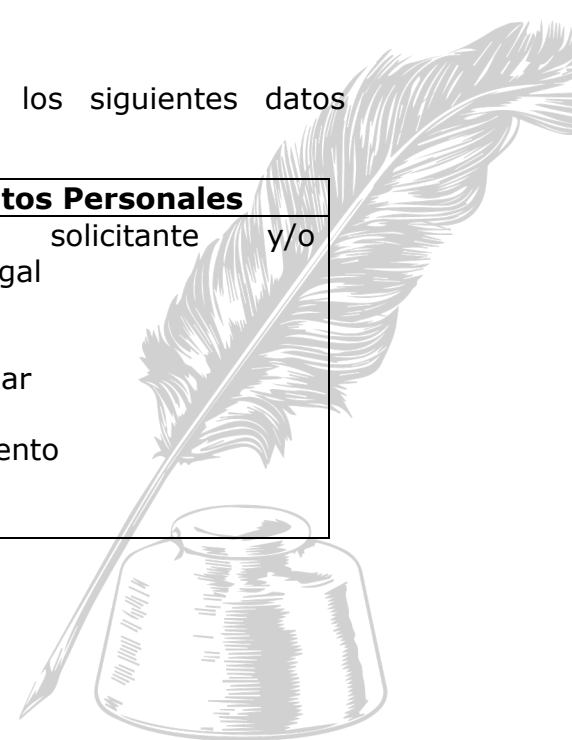 los siguientes datos
tos Personales
solicitante y/o
gal
ar
ento